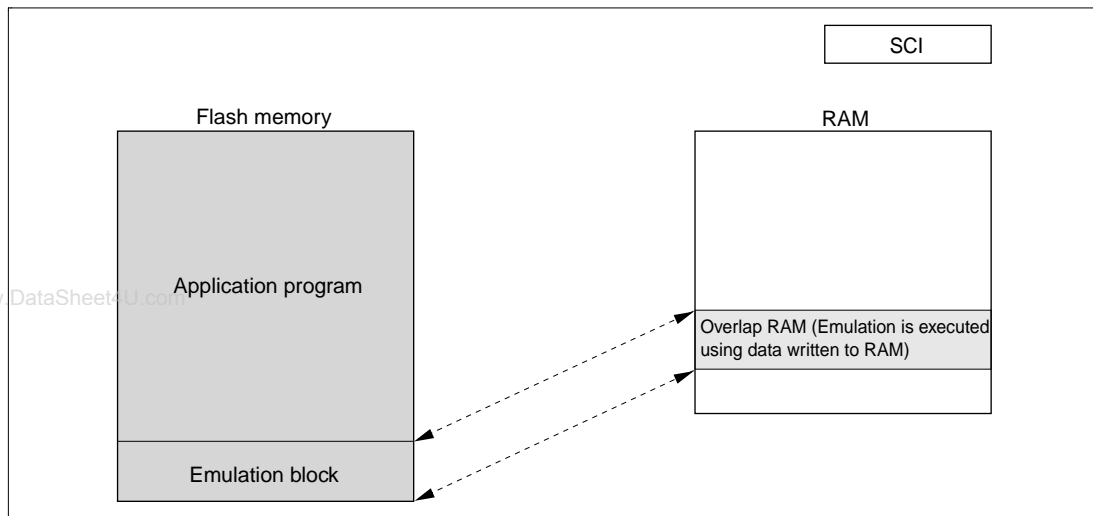 SCI
Flash memory
RAM
Application program
w.DataSheet4U.com
Overlap RAM (Emulation is executed
using data written to RAM)
Emulation block